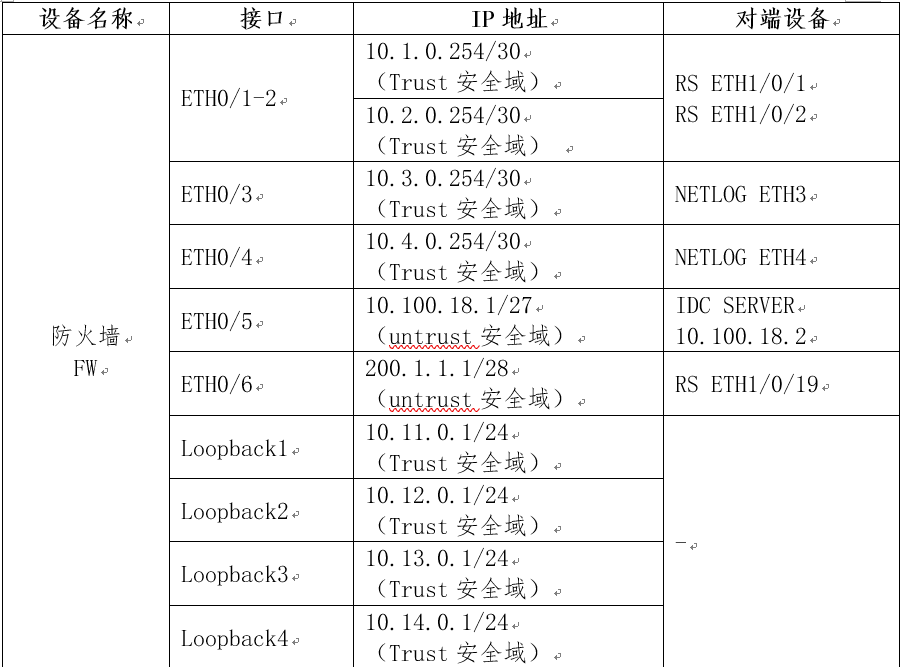 设备名称 接口 IP 地址 对端设备
防火墙
FW
ETH0/1-2
10.1.0.254/30
（Trust 安全域）
10.2.0.254/30
（Trust 安全域）
RS ETH1/0/1
RS ETH1/0/2
ETH0/3
10.3.0.254/30
（Trust 安全域）
NETLOG ETH3
ETH0/4
10.4.0.254/30
（Trust 安全域）
NETLOG ETH4
ETH0/5
10.100.18.1/27
（untrust 安全域）
IDC SERVER
10.100.18.2
ETH0/6
200.1.1.1/28
（untrust 安全域）
RS ETH1/0/19
Loopback1
10.11.0.1/24
（Trust 安全域）
Loopback2
10.12.0.1/24
（Trust 安全域）
Loopback3
10.13.0.1/24
（Trust 安全域）
Loopback4
10.14.0.1/24
（Trust 安全域）
-